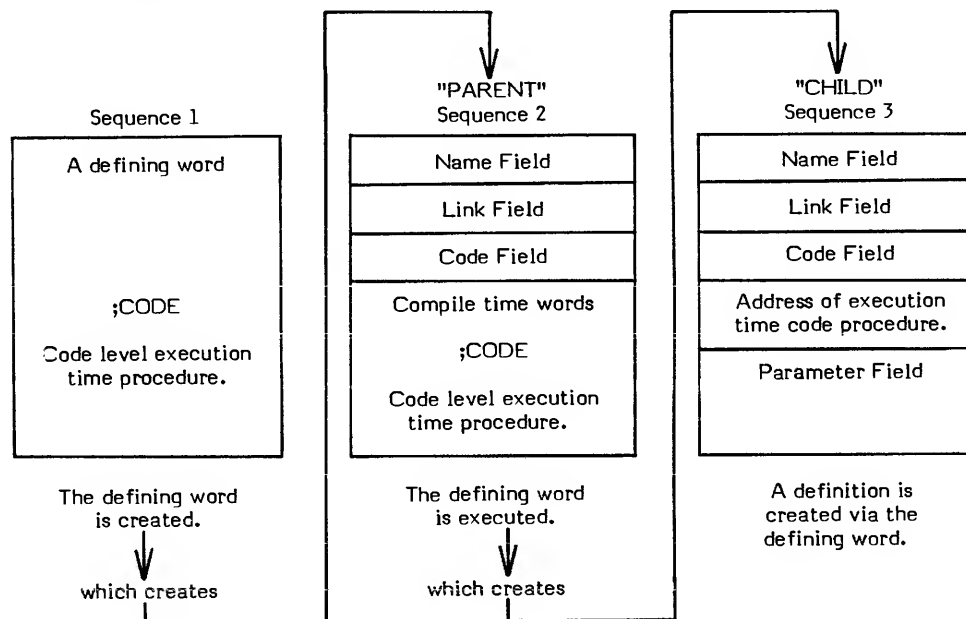 Sequence 1
A defining word
;CODE
Code level execution
time procedure.
The defining word
is created.
which creates
"PARENT"
Sequence 2
Name Field
Link Field
Code Field
Compile time words
;CODE
Code level execution
time procedure.
The defining word
is executed.
which creates
"CHILD"
Sequence 3
Name Field
Link Field
Code Field
Address of execution
time code procedure.
Parameter Field
A definition is
created via the
defining word.